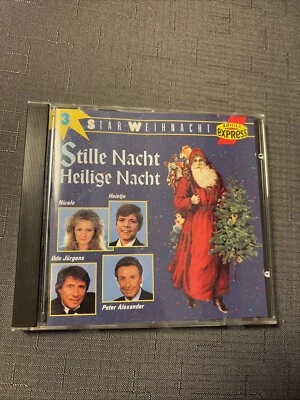 3
STAR WEIHNACHT
EXPRESS
Stille Nacht
Heilige Nacht
Nicole
Heintje
Udo Jürgens
Peter Alexander